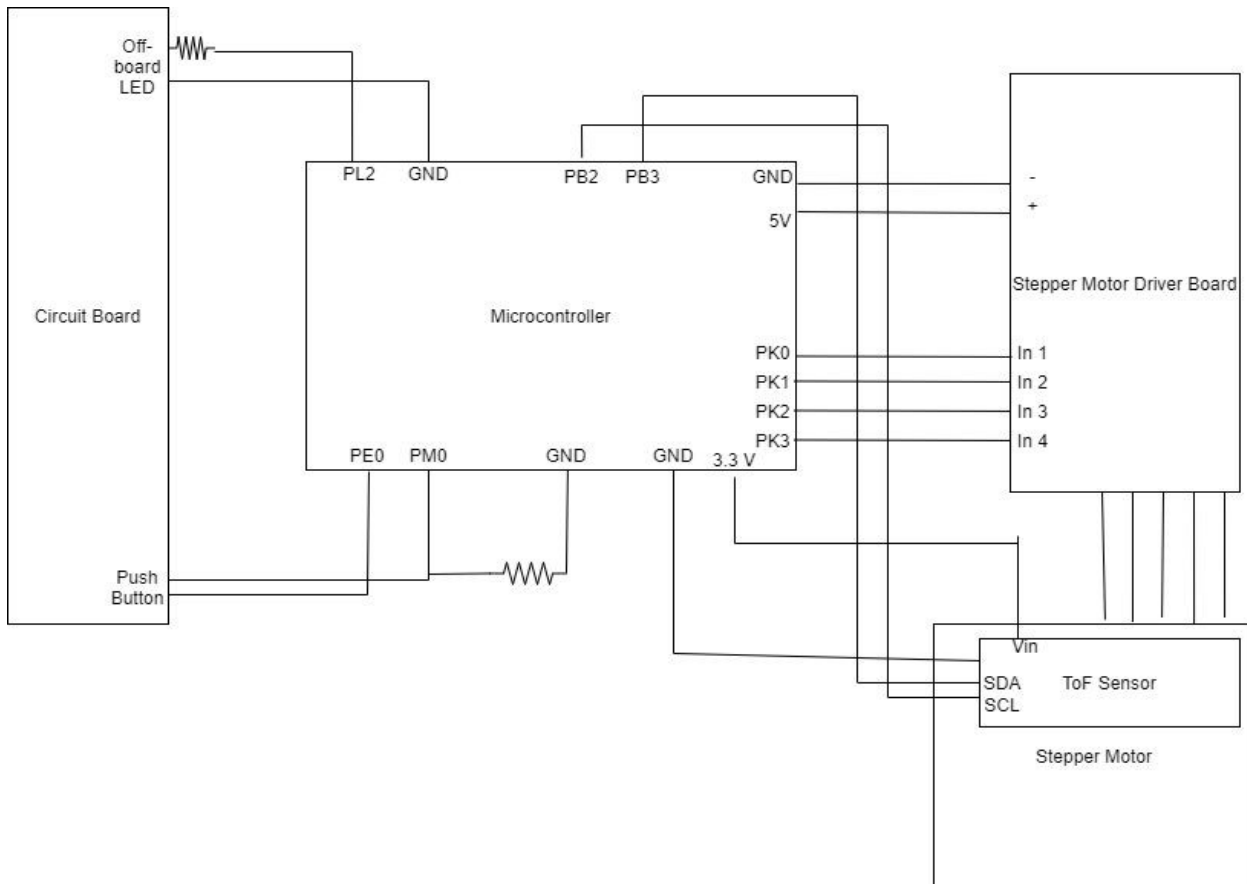 Off-
board
LED
PL2
GND
PB2
PB3
GND
-
+
5V
Circuit Board
Microcontroller
Stepper Motor Driver Board
PK0
In 1
PK1
In 2
PK2
In 3
PK3
In 4
PE0
PM0
GND
GND
3.3 V
Push
Button
Vin
SDA
ToF Sensor
SCL
Stepper Motor